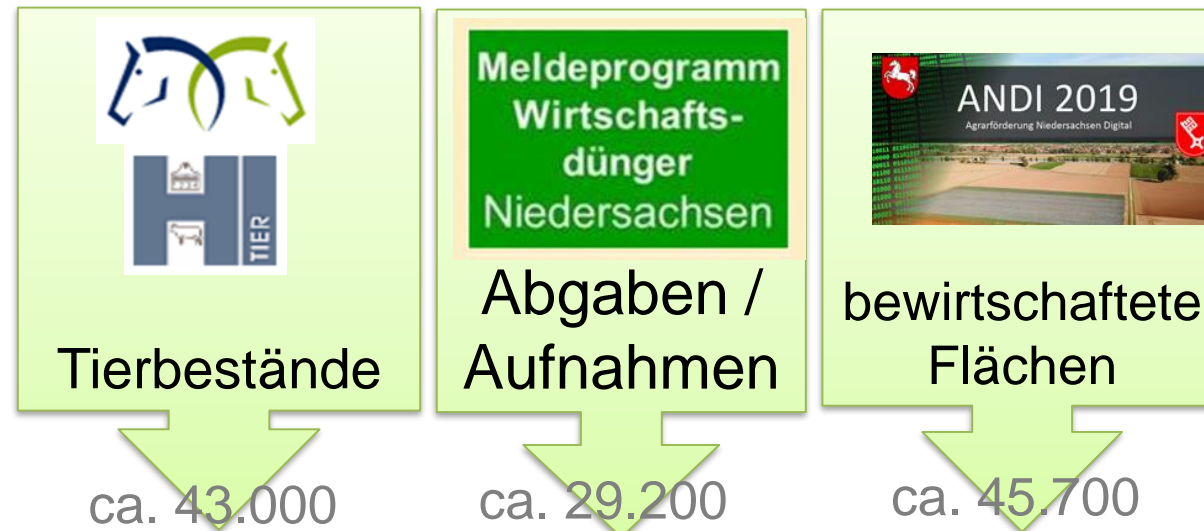 HI
TIER
Tierbestände
ca. 43.000
Meldeprogramm
Wirtschafts-
dünger
Niedersachsen
Abgaben /
Aufnahmen
ca. 29.200
ANDI 2019
Agrarförderung Niedersachsen Digital
bewirtschaftete
Flächen
ca. 45.700